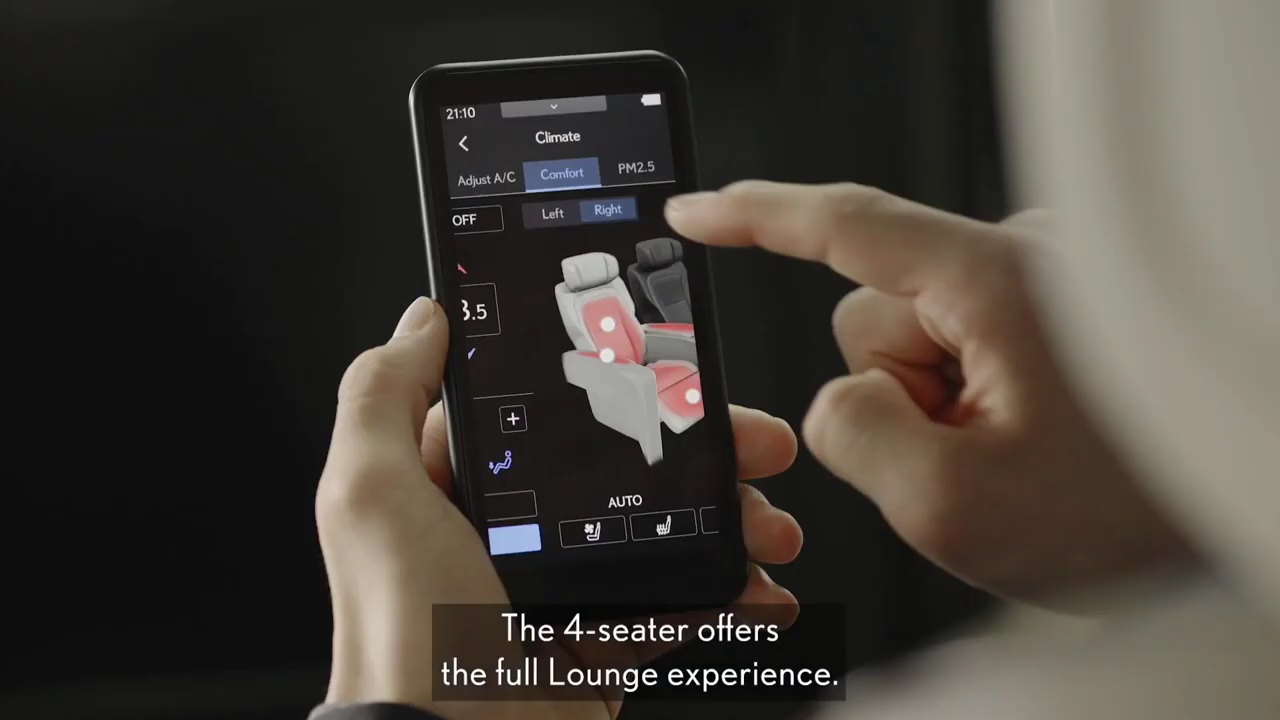 21:10
Climate
Adjust A/C Comfort PM2.5
OFF Left Right
.5
AUTO
The 4-seater offers
the full Lounge experience.